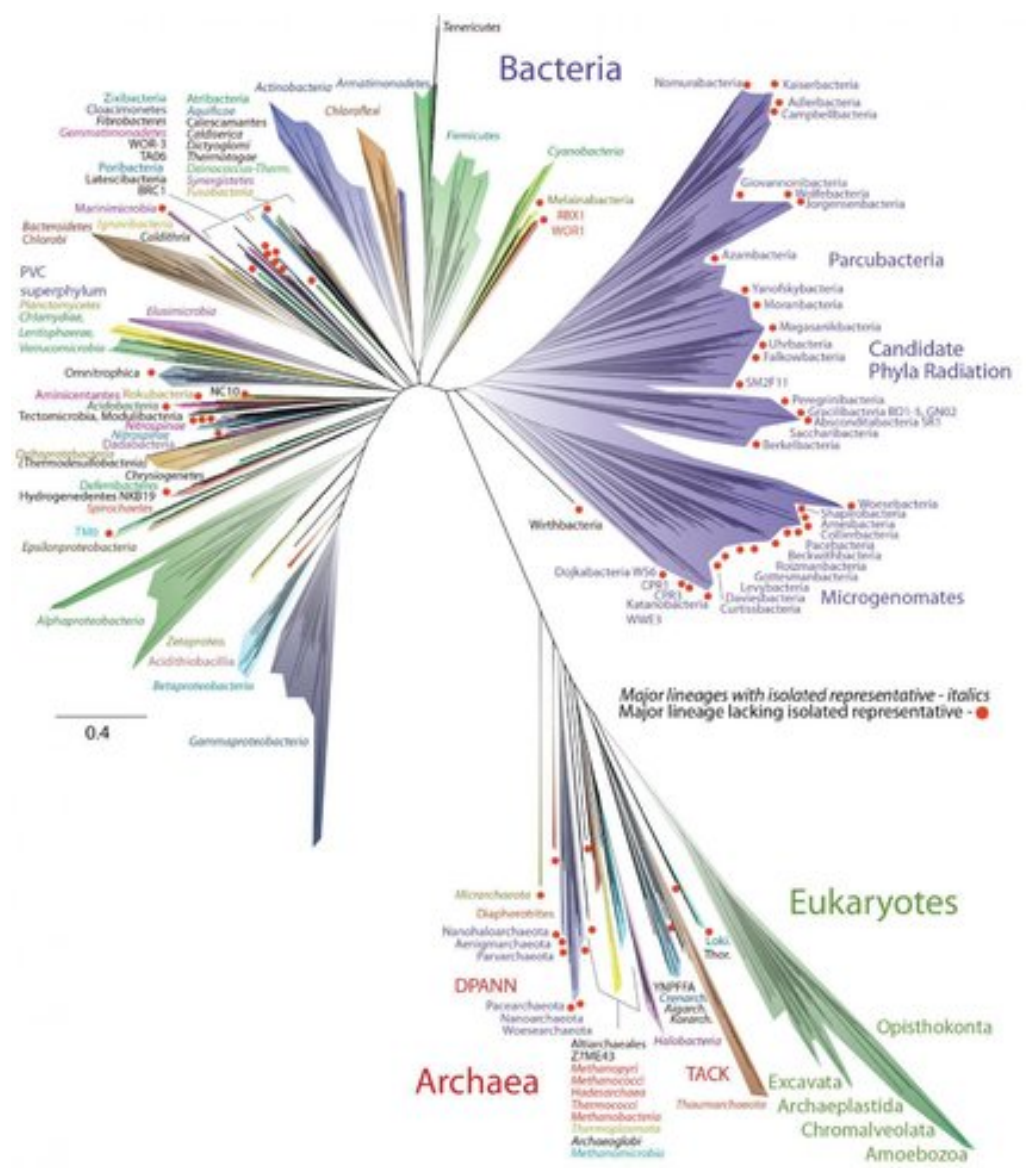 Tenericutes
Bacteria
Actinobacteria
Armatimonadetes
Nomurabacteria
Kaiserbacteria
Zixibacteria
Cloacimonetes
Fibrobacteres
Gemmatimonadetes
WOR-3
TA06
Poribacteria
Latescibacteria
BRC1
Atribacteria
Aquificae
Calescamantes
Caldiserica
Dictyoglomi
Thermotogae
Deinococcus-Therm.
Synergistetes
Fusobacteria
Chloroflexi
Adlerbacteria
Campbellbacteria
Firmicutes
Cyanobacteria
Giovannonibacteria
Wolfebacteria
Jorgensenbacteria
Melainabacteria
RBX1
WOR1
Marinimicrobia
Bacteroidetes
Chlorobi
Ignavibacteria
Caldithrix
Azambacteria
Parcubacteria
PVC
superphylum
Planctomycetes
Chlamydiae,
Lentisphaerae,
Verrucomicrobia
Elusimicrobia
Yanofskybacteria
Moranbacteria
Magasanikbacteria
Uhrbacteria
Falkowbacteria
Candidate
Phyla Radiation
SM2F11
Omnitrophica
Aminicentantes Rokubacteria
NC10
Acidobacteria
Tectomicrobia, Modulibacteria
Nitrospinae
Nitrospirae
Dadabacteria
Deltaproteobacteria
(Thermodesulfobacteria)
Chrysiogenetes
Deferribacteres
Hydrogenedentes NKB19
Spirochaetes
TM6
Epsilonproteobacteria
Peregrinibacteria
Gracilibacteria BD1-5, GN02
Absconditabacteria SR1
Saccharibacteria
Berkelbacteria
Wirthbacteria
Woesebacteria
Shapirobacteria
Amesbacteria
Collierbacteria
Pacebacteria
Beckwithbacteria
Roizmanbacteria
Gottesmanbacteria
Levybacteria
Daviesbacteria
Curtissbacteria
Microgenomates
Dojkabacteria WS6
CPR1
CPR3
Katanobacteria
WWE3
Alphaproteobacteria
Zetaproteo.
Acidithiobacillia
Betaproteobacteria
Gammaproteobacteria
0.4
Major lineages with isolated representative - italics
Major lineage lacking isolated representative -
Micrarchaeota
Diapherotrites
Nanohaloarchaeota
Aenigmarchaeota
Parvarchaeota
DPANN
Pacearchaeota
Nanoarchaeota
Woesearchaeota
Eukaryotes
Loki.
Thor.
YNPFFA
Crenarch.
Aigarch.
Korarch.
Halobacteria
Archaea
Altiarchaeales
Z7ME43
Methanopyri
Methanococci
Hadesarchaea
Thermococci
Methanobacteria
Thermoplasmata
Archaeoglobi
Methanomicrobia
TACK
Thaumarchaeota
Opisthokonta
Excavata
Archaeplastida
Chromalveolata
Amoebozoa